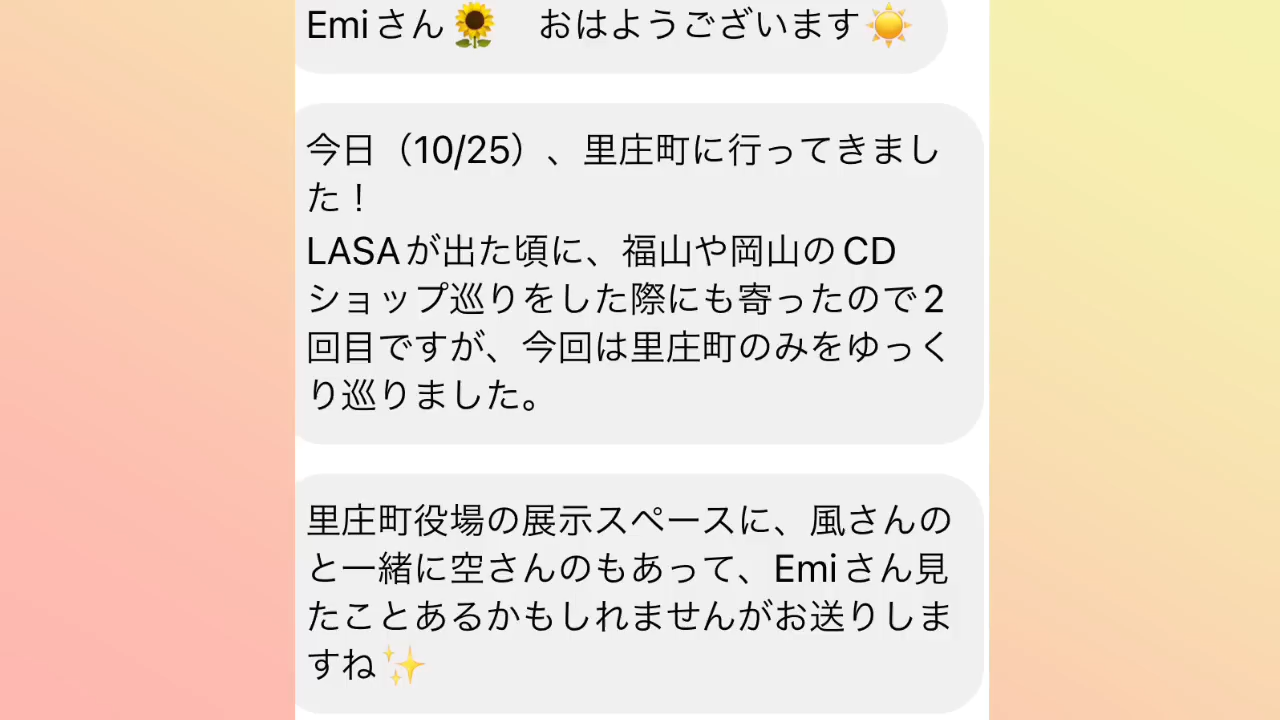 Emiさん🌻　おはようございます☀️
今日（10/25）、里庄町に行ってきまし
た！
LASAが出た頃に、福山や岡山のCD
ショップ巡りをした際にも寄ったので2
回目ですが、今回は里庄町のみをゆっく
り巡りました。
里庄町役場の展示スペースに、風さんの
と一緒に空さんのもあって、Emiさん見
たことあるかもしれませんがお送りしま
すね✨